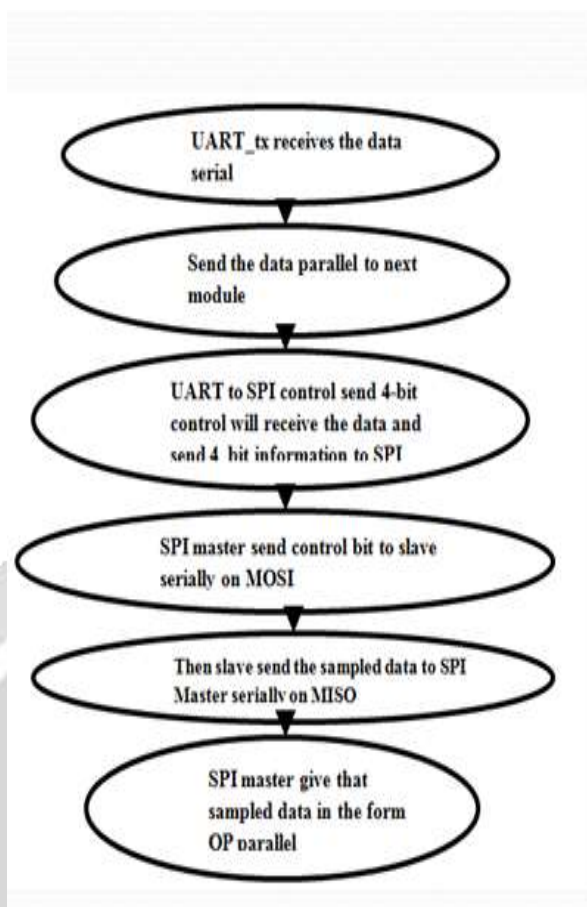 UART_tx receives the data
serial
Send the data parallel to next
module
UART to SPI control send 4-bit
control will receive the data and
send 4 bit information to SPI
SPI master send control bit to slave
serially on MOSI
Then slave send the sampled data to SPI
Master serially on MISO
SPI master give that
sampled data in the form
OP parallel